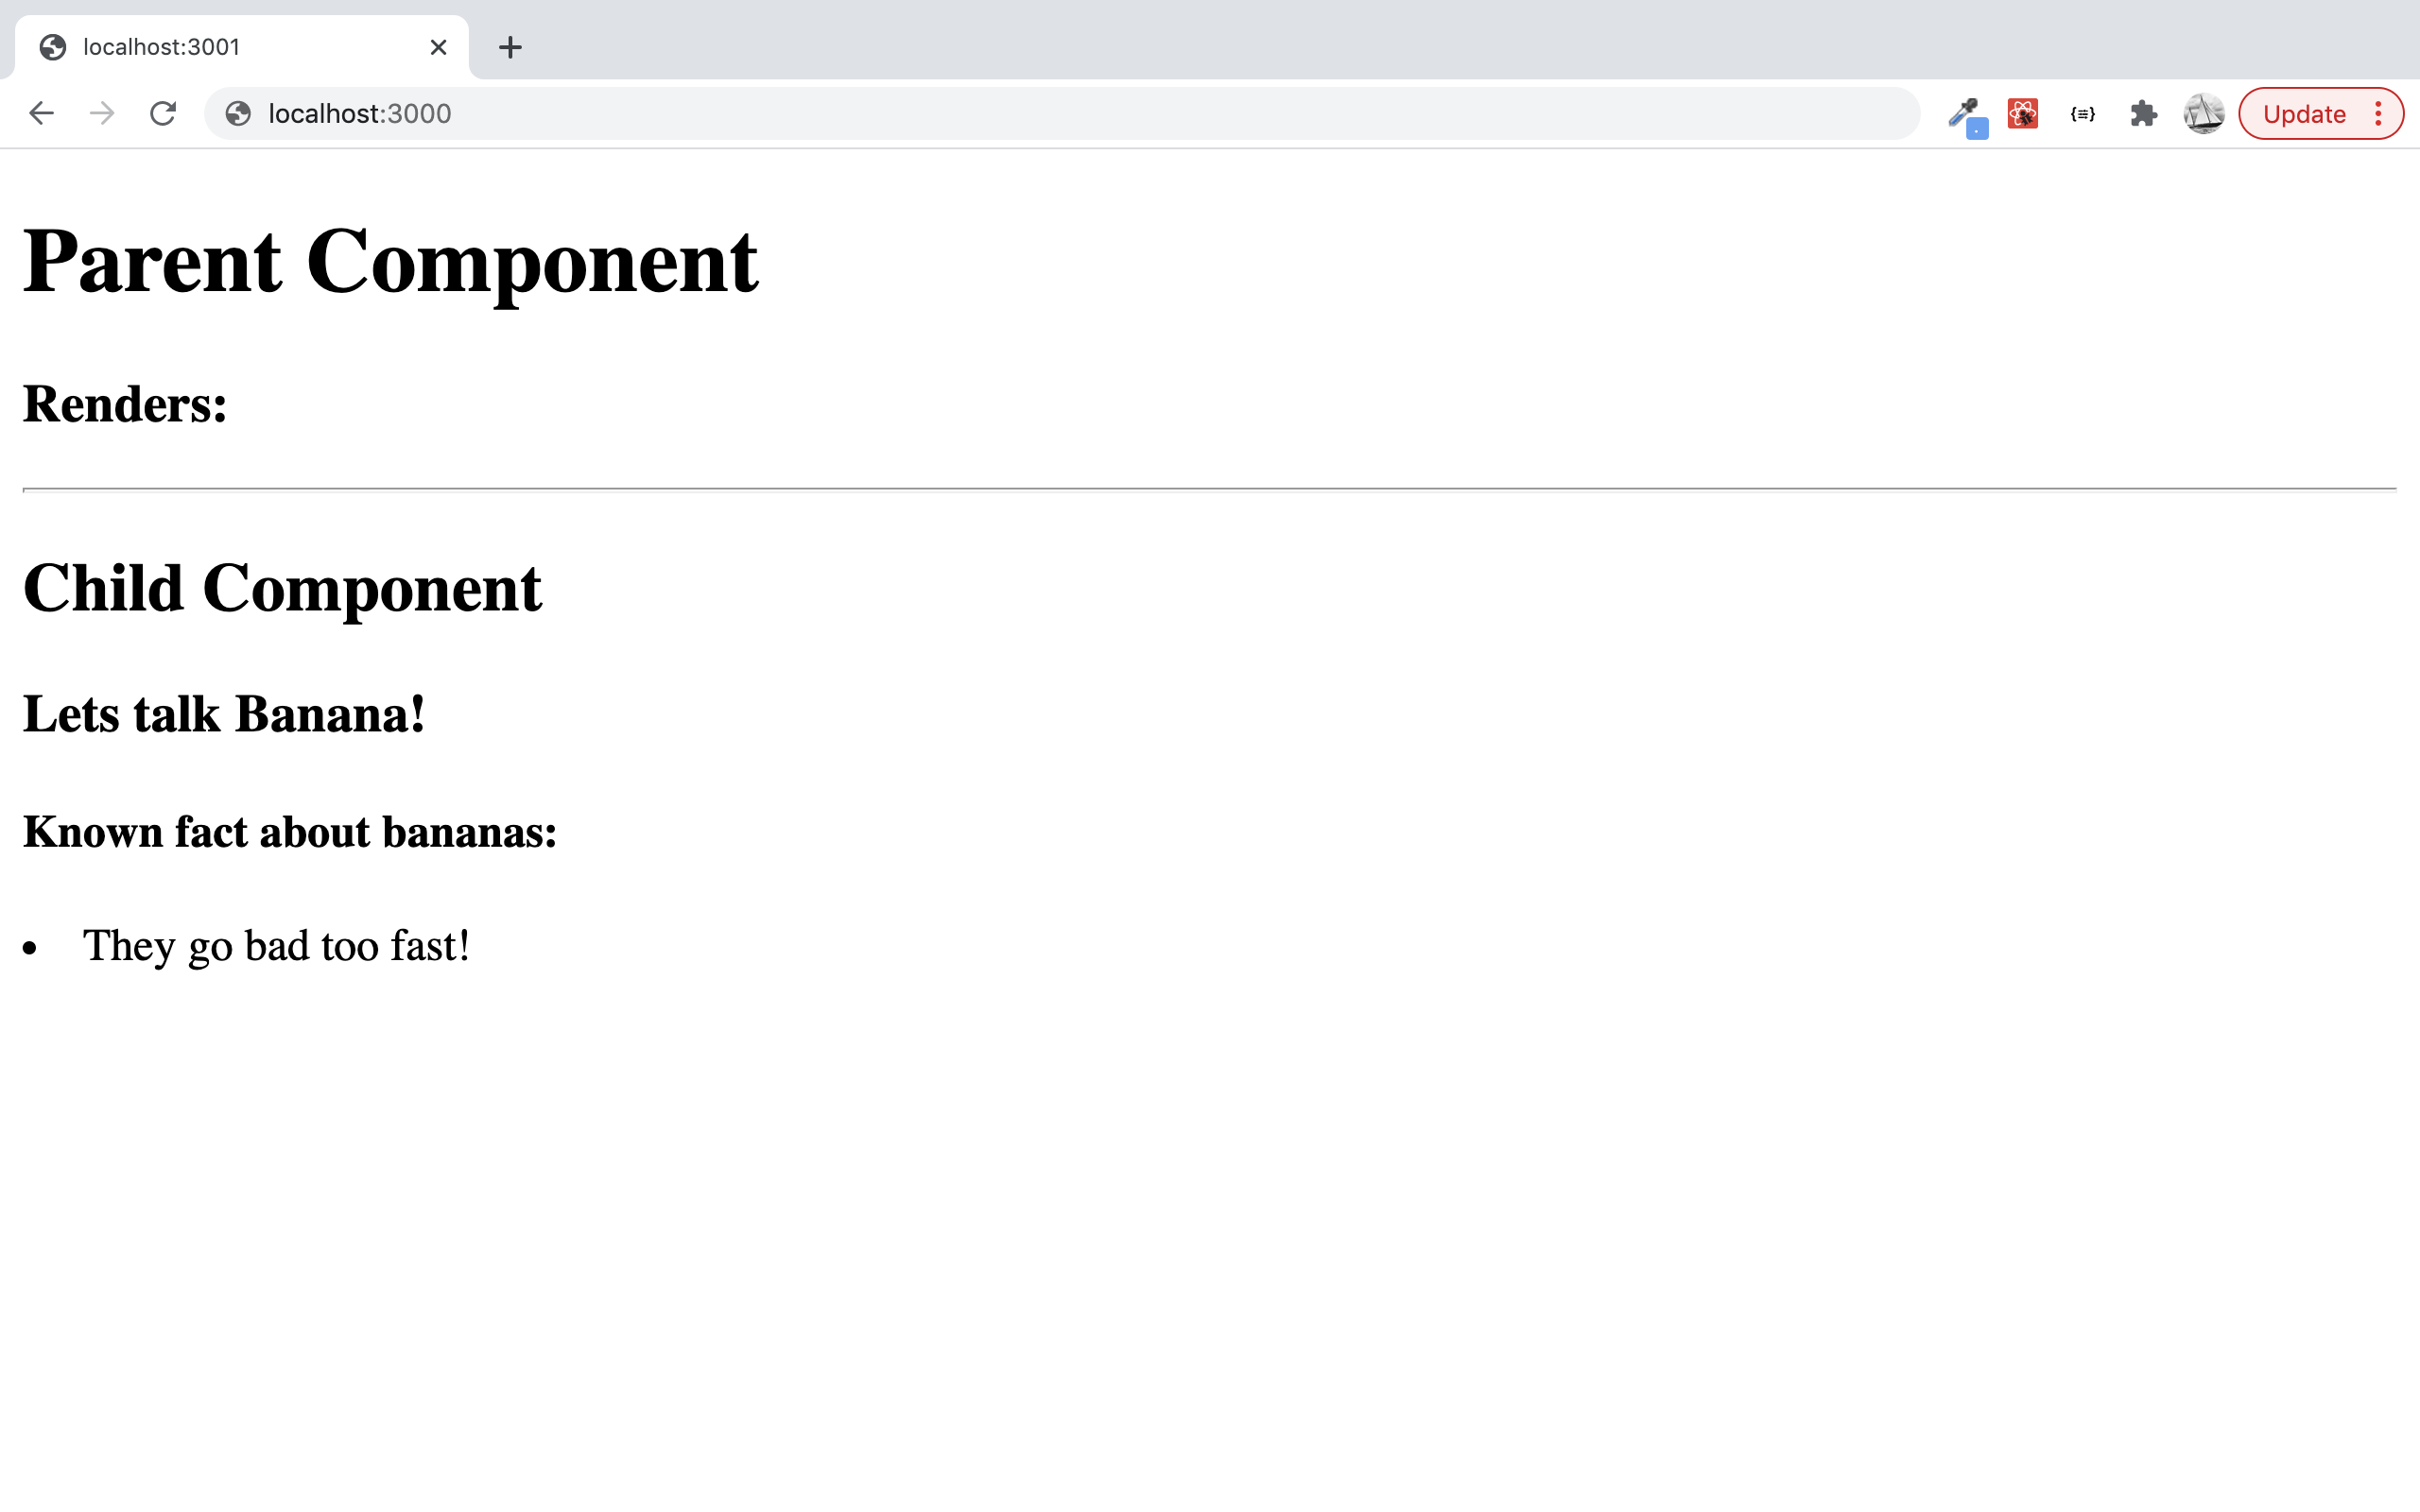 localhost:3001
localhost:3000
Update
Parent Component
Renders:
Child Component
Lets talk Banana!
Known fact about bananas:
• They go bad too fast!